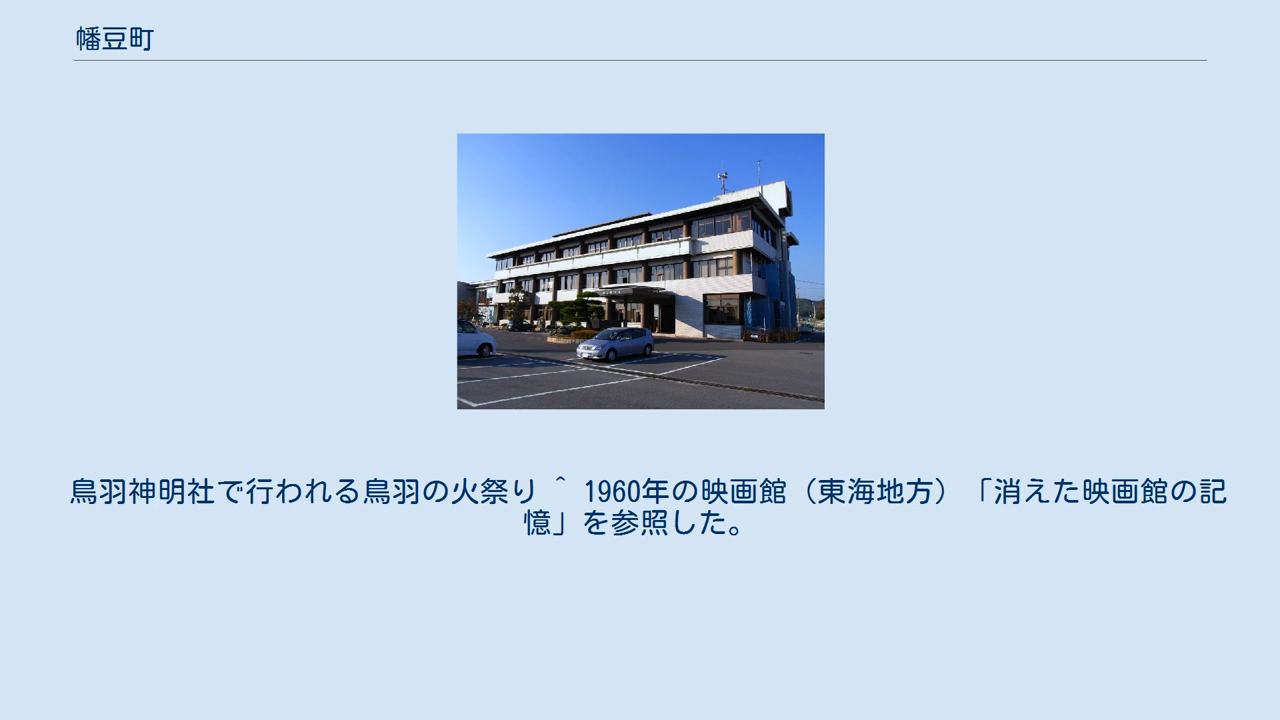 幡豆町
鳥羽神明社で行われる鳥羽の火祭り ^ 1960年の映画館（東海地方）「消えた映画館の記
憶」を参照した。